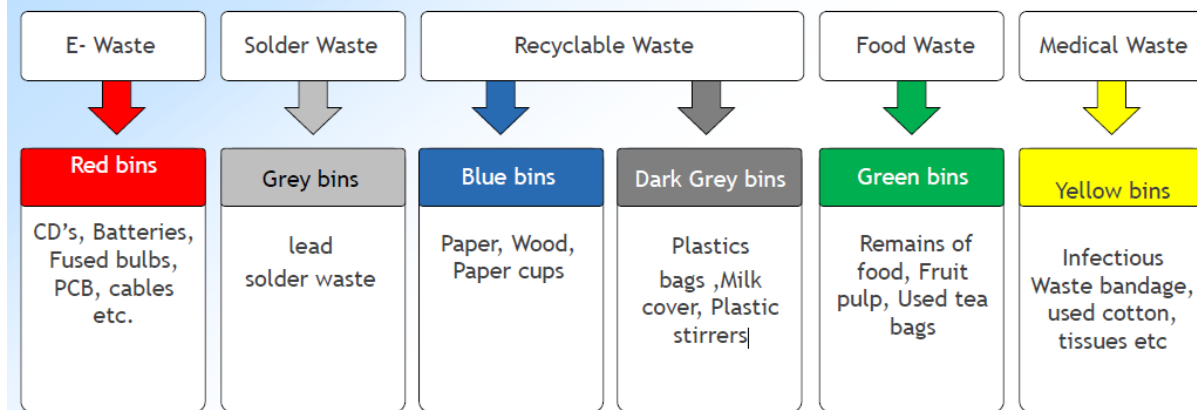 E- Waste
Solder Waste
Recyclable Waste
Food Waste
Medical Waste
Red bins
Grey bins
Blue bins
Dark Grey bins
Green bins
Yellow bins
CD's, Batteries,
Fused bulbs,
PCB, cables
etc.
lead
solder waste
Paper, Wood,
Paper cups
Plastics
bags ,Milk
cover, Plastic
stirrers
Remains of
food, Fruit
pulp, Used tea
bags
Infectious
Waste bandage,
used cotton,
tissues etc